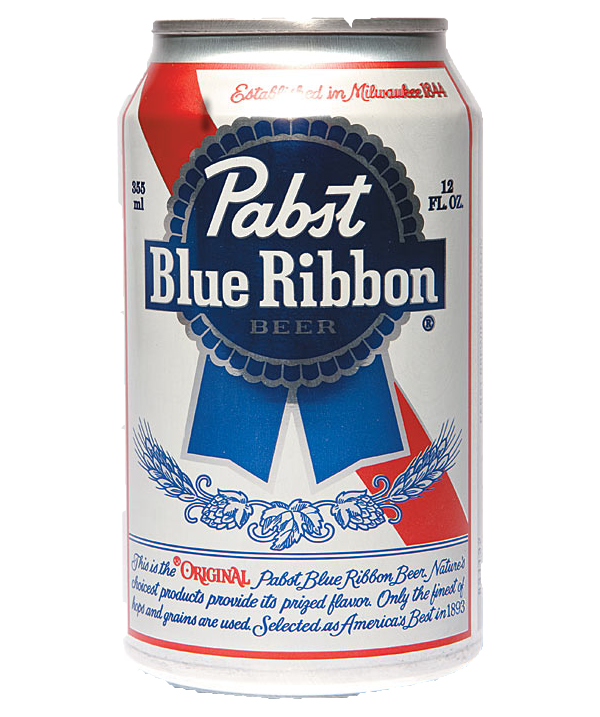 Established in Milwaukee 1844
355
ml
12
FL. OZ.
Pabst
Blue Ribbon
BEER
®
This is the ®ORIGINAL Pabst Blue Ribbon Beer. Nature's
choicest products provide its prized flavor. Only the finest of
hops and grains are used. Selected as America's Best in 1893